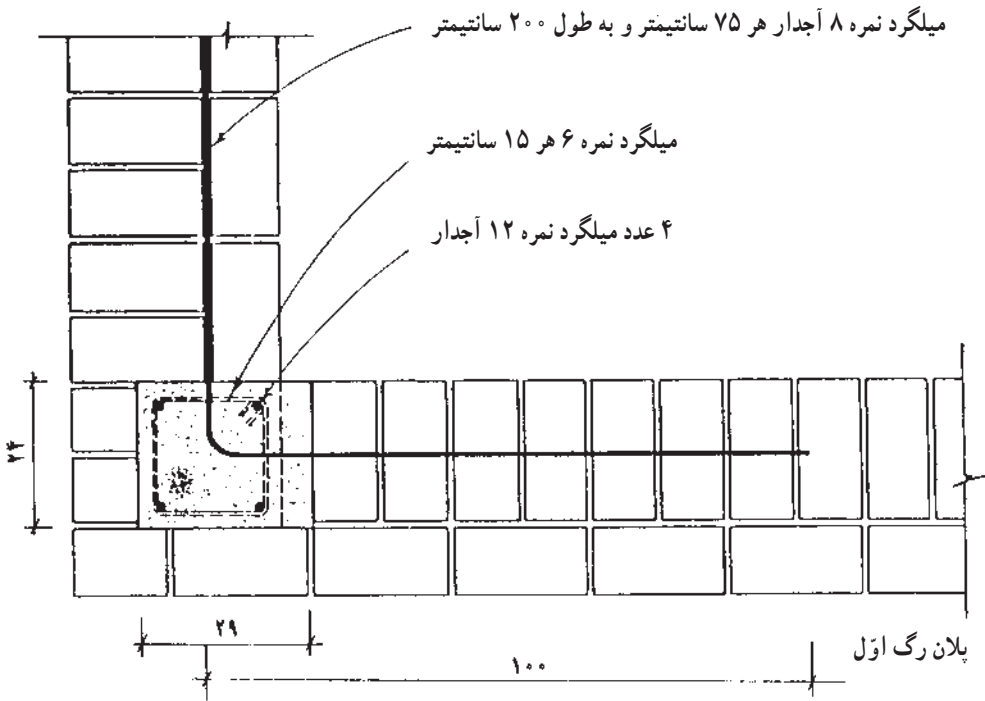 میلگرد نمره ۸ آجدار هر ۷۵ سانتیمتر و به طول ۲۰۰ سانتیمتر
میلگرد نمره ۶ هر ۱۵ سانتیمتر
۴ عدد میلگرد نمره ۱۲ آجدار
۲۴
۲۹
۱۰۰
پلان رگ اوّل